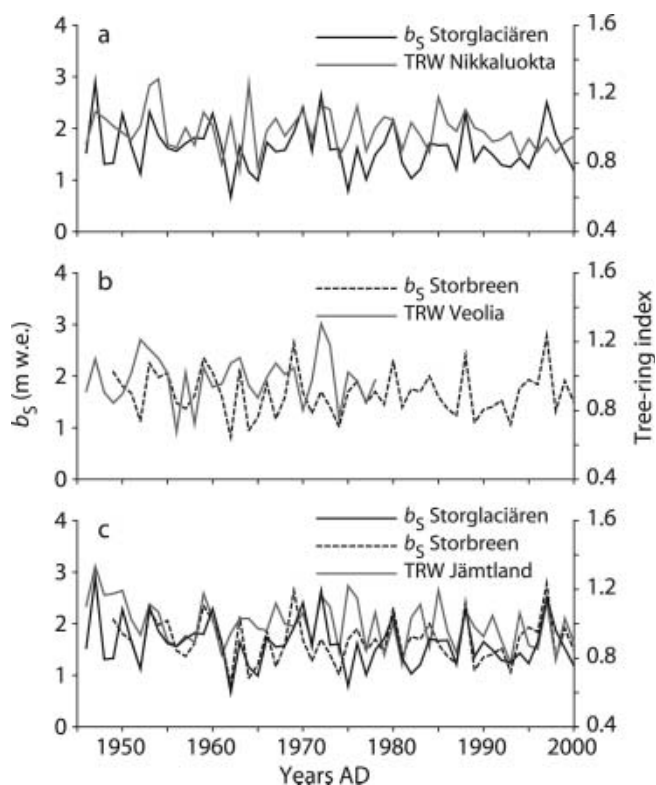 a
b_S Storglaciären
TRW Nikkaluokta
4
3
2
1
0
1.6
1.2
0.8
0.4
b
b_S Storbreen
TRW Veolia
4
3
2
1
0
1.6
1.2
0.8
0.4
b_S (m w.e.)
Tree-ring index
c
b_S Storglaciären
b_S Storbreen
TRW Jämtland
4
3
2
1
0
1.6
1.2
0.8
0.4
1950 1960 1970 1980 1990 2000
Years AD